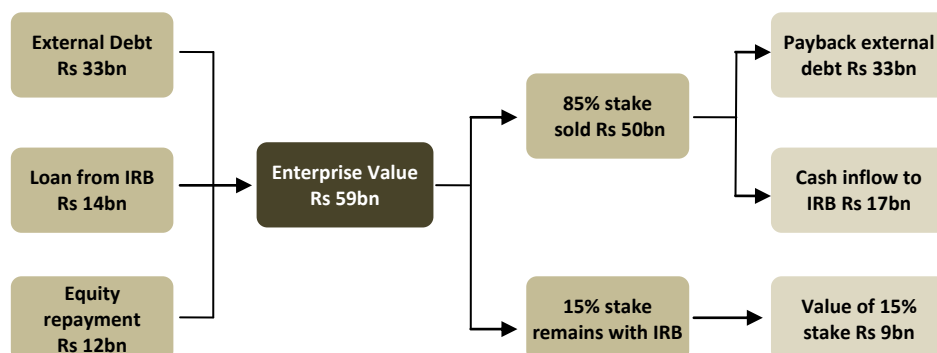 External Debt
Rs 33bn
Loan from IRB
Rs 14bn
Equity
repayment
Rs 12bn
Enterprise Value
Rs 59bn
85% stake
sold Rs 50bn
15% stake
remains with IRB
Payback external
debt Rs 33bn
Cash inflow to
IRB Rs 17bn
Value of 15%
stake Rs 9bn